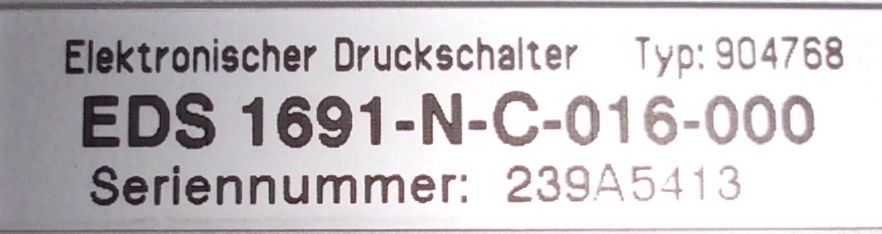 Elektronischer Druckschalter Typ: 904768
EDS 1691-N-C-016-000
Seriennummer: 239A5413